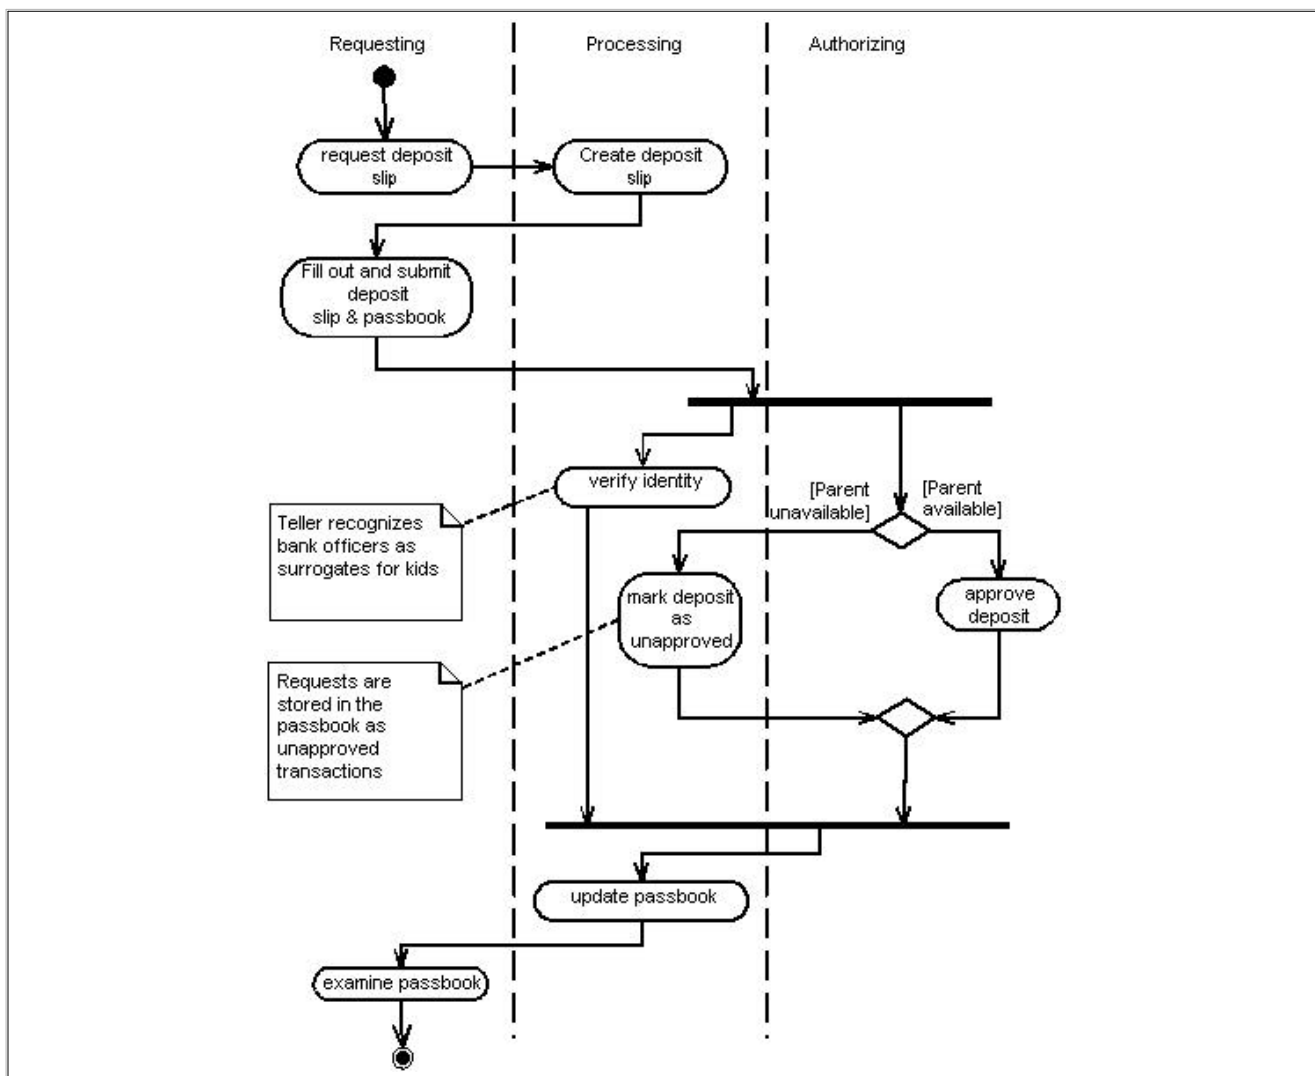 Requesting
Processing
Authorizing
request deposit
slip
Create deposit
slip
Fill out and submit
deposit
slip & passbook
verify identity
[Parent
unavailable]
[Parent
available]
Teller recognizes
bank officers as
surrogates for kids
mark deposit
as
unapproved
approve
deposit
Requests are
stored in the
passbook as
unapproved
transactions
update passbook
examine passbook